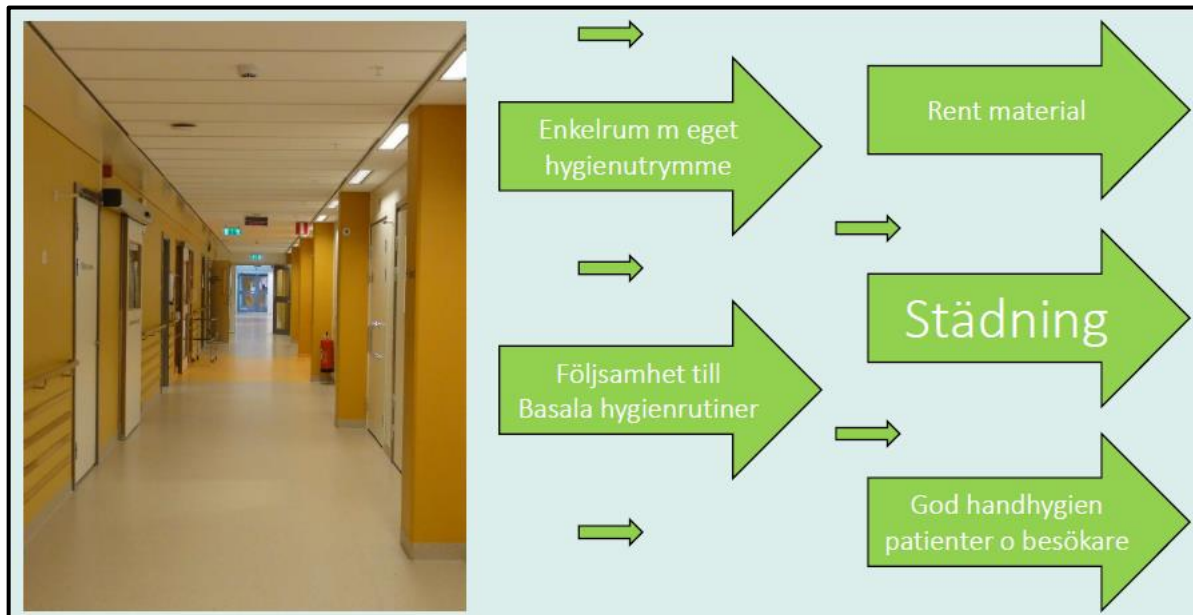 Enkelrum m eget
hygienutrymme
Följsamhet till
Basala hygienrutiner
Rent material
Städning
God handhygien
patienter o besökare